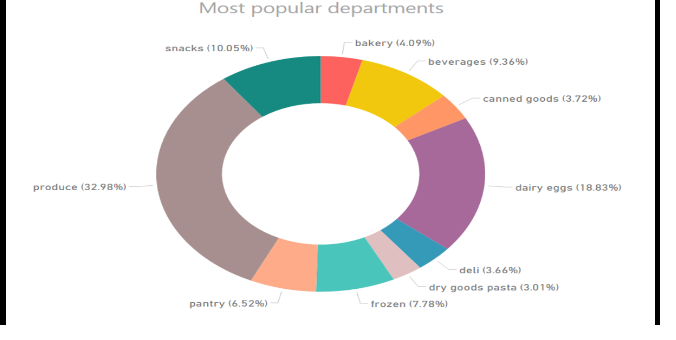 Most popular departments
snacks (10.05%)
bakery (4.09%)
beverages (9.36%)
canned goods (3.72%)
produce (32.98%)
dairy eggs (18.83%)
deli (3.66%)
dry goods pasta (3.01%)
pantry (6.52%)
frozen (7.78%)